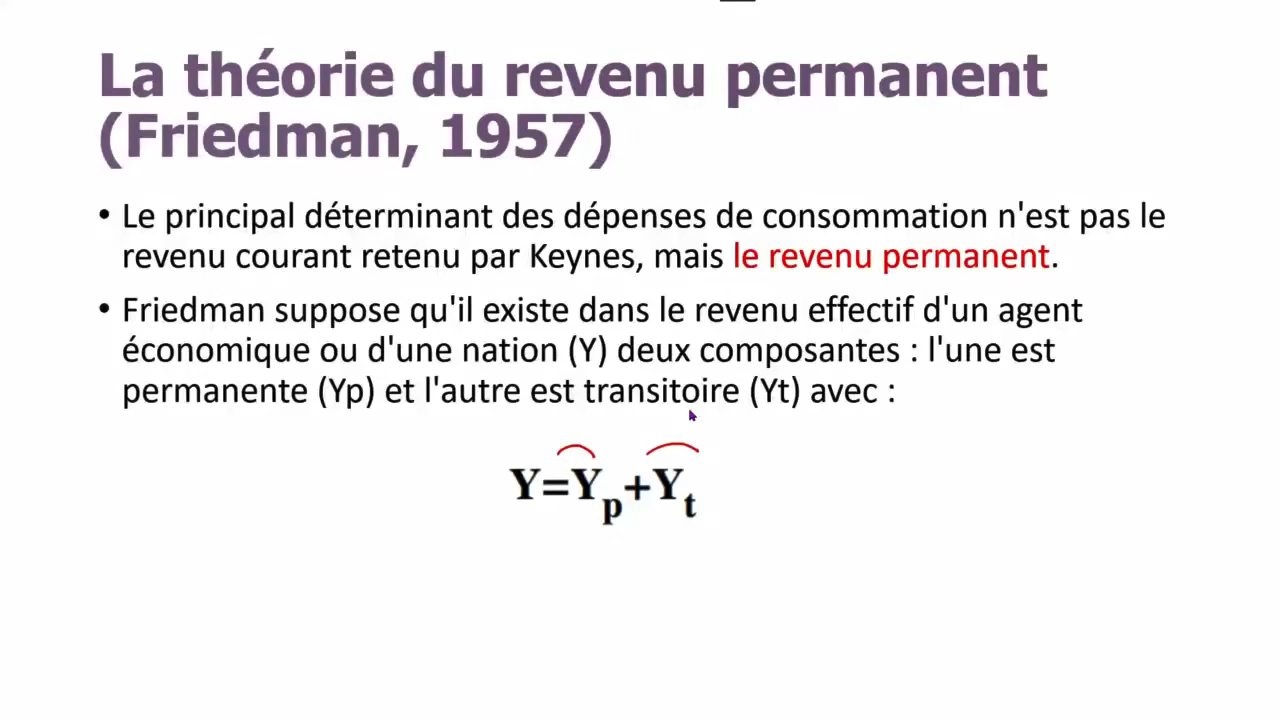 La théorie du revenu permanent
(Friedman, 1957)
• Le principal déterminant des dépenses de consommation n'est pas le
revenu courant retenu par Keynes, mais le revenu permanent.
• Friedman suppose qu'il existe dans le revenu effectif d'un agent
économique ou d'une nation (Y) deux composantes : l'une est
permanente (Yp) et l'autre est transitoire (Yt) avec :
Y=Yₚ+Yₜ